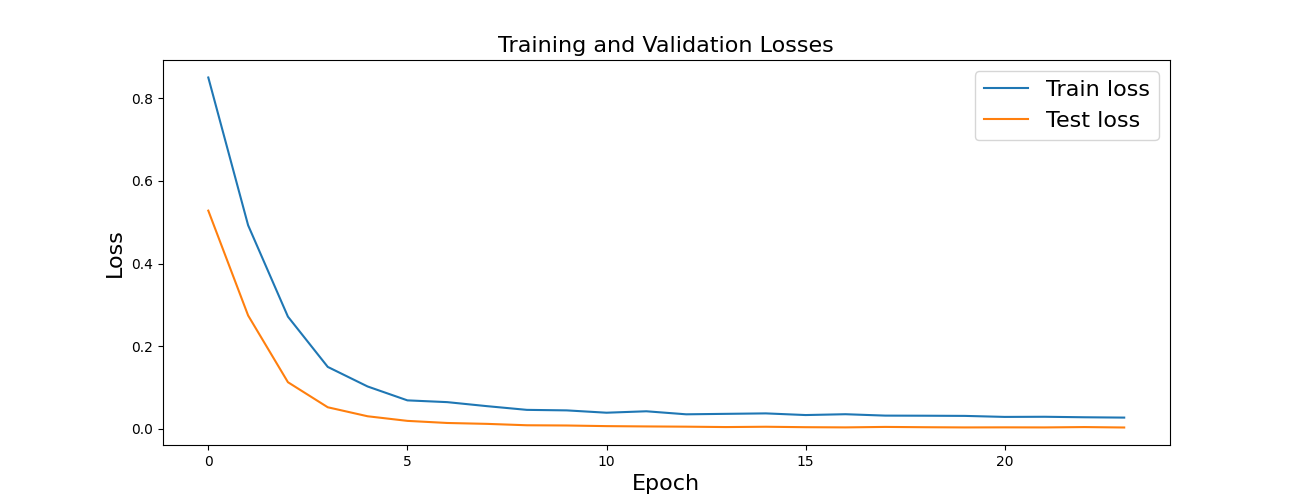 Training and Validation Losses
Train loss
Test loss
0.8
0.6
0.4
0.2
0.0
Loss
0 5 10 15 20
Epoch